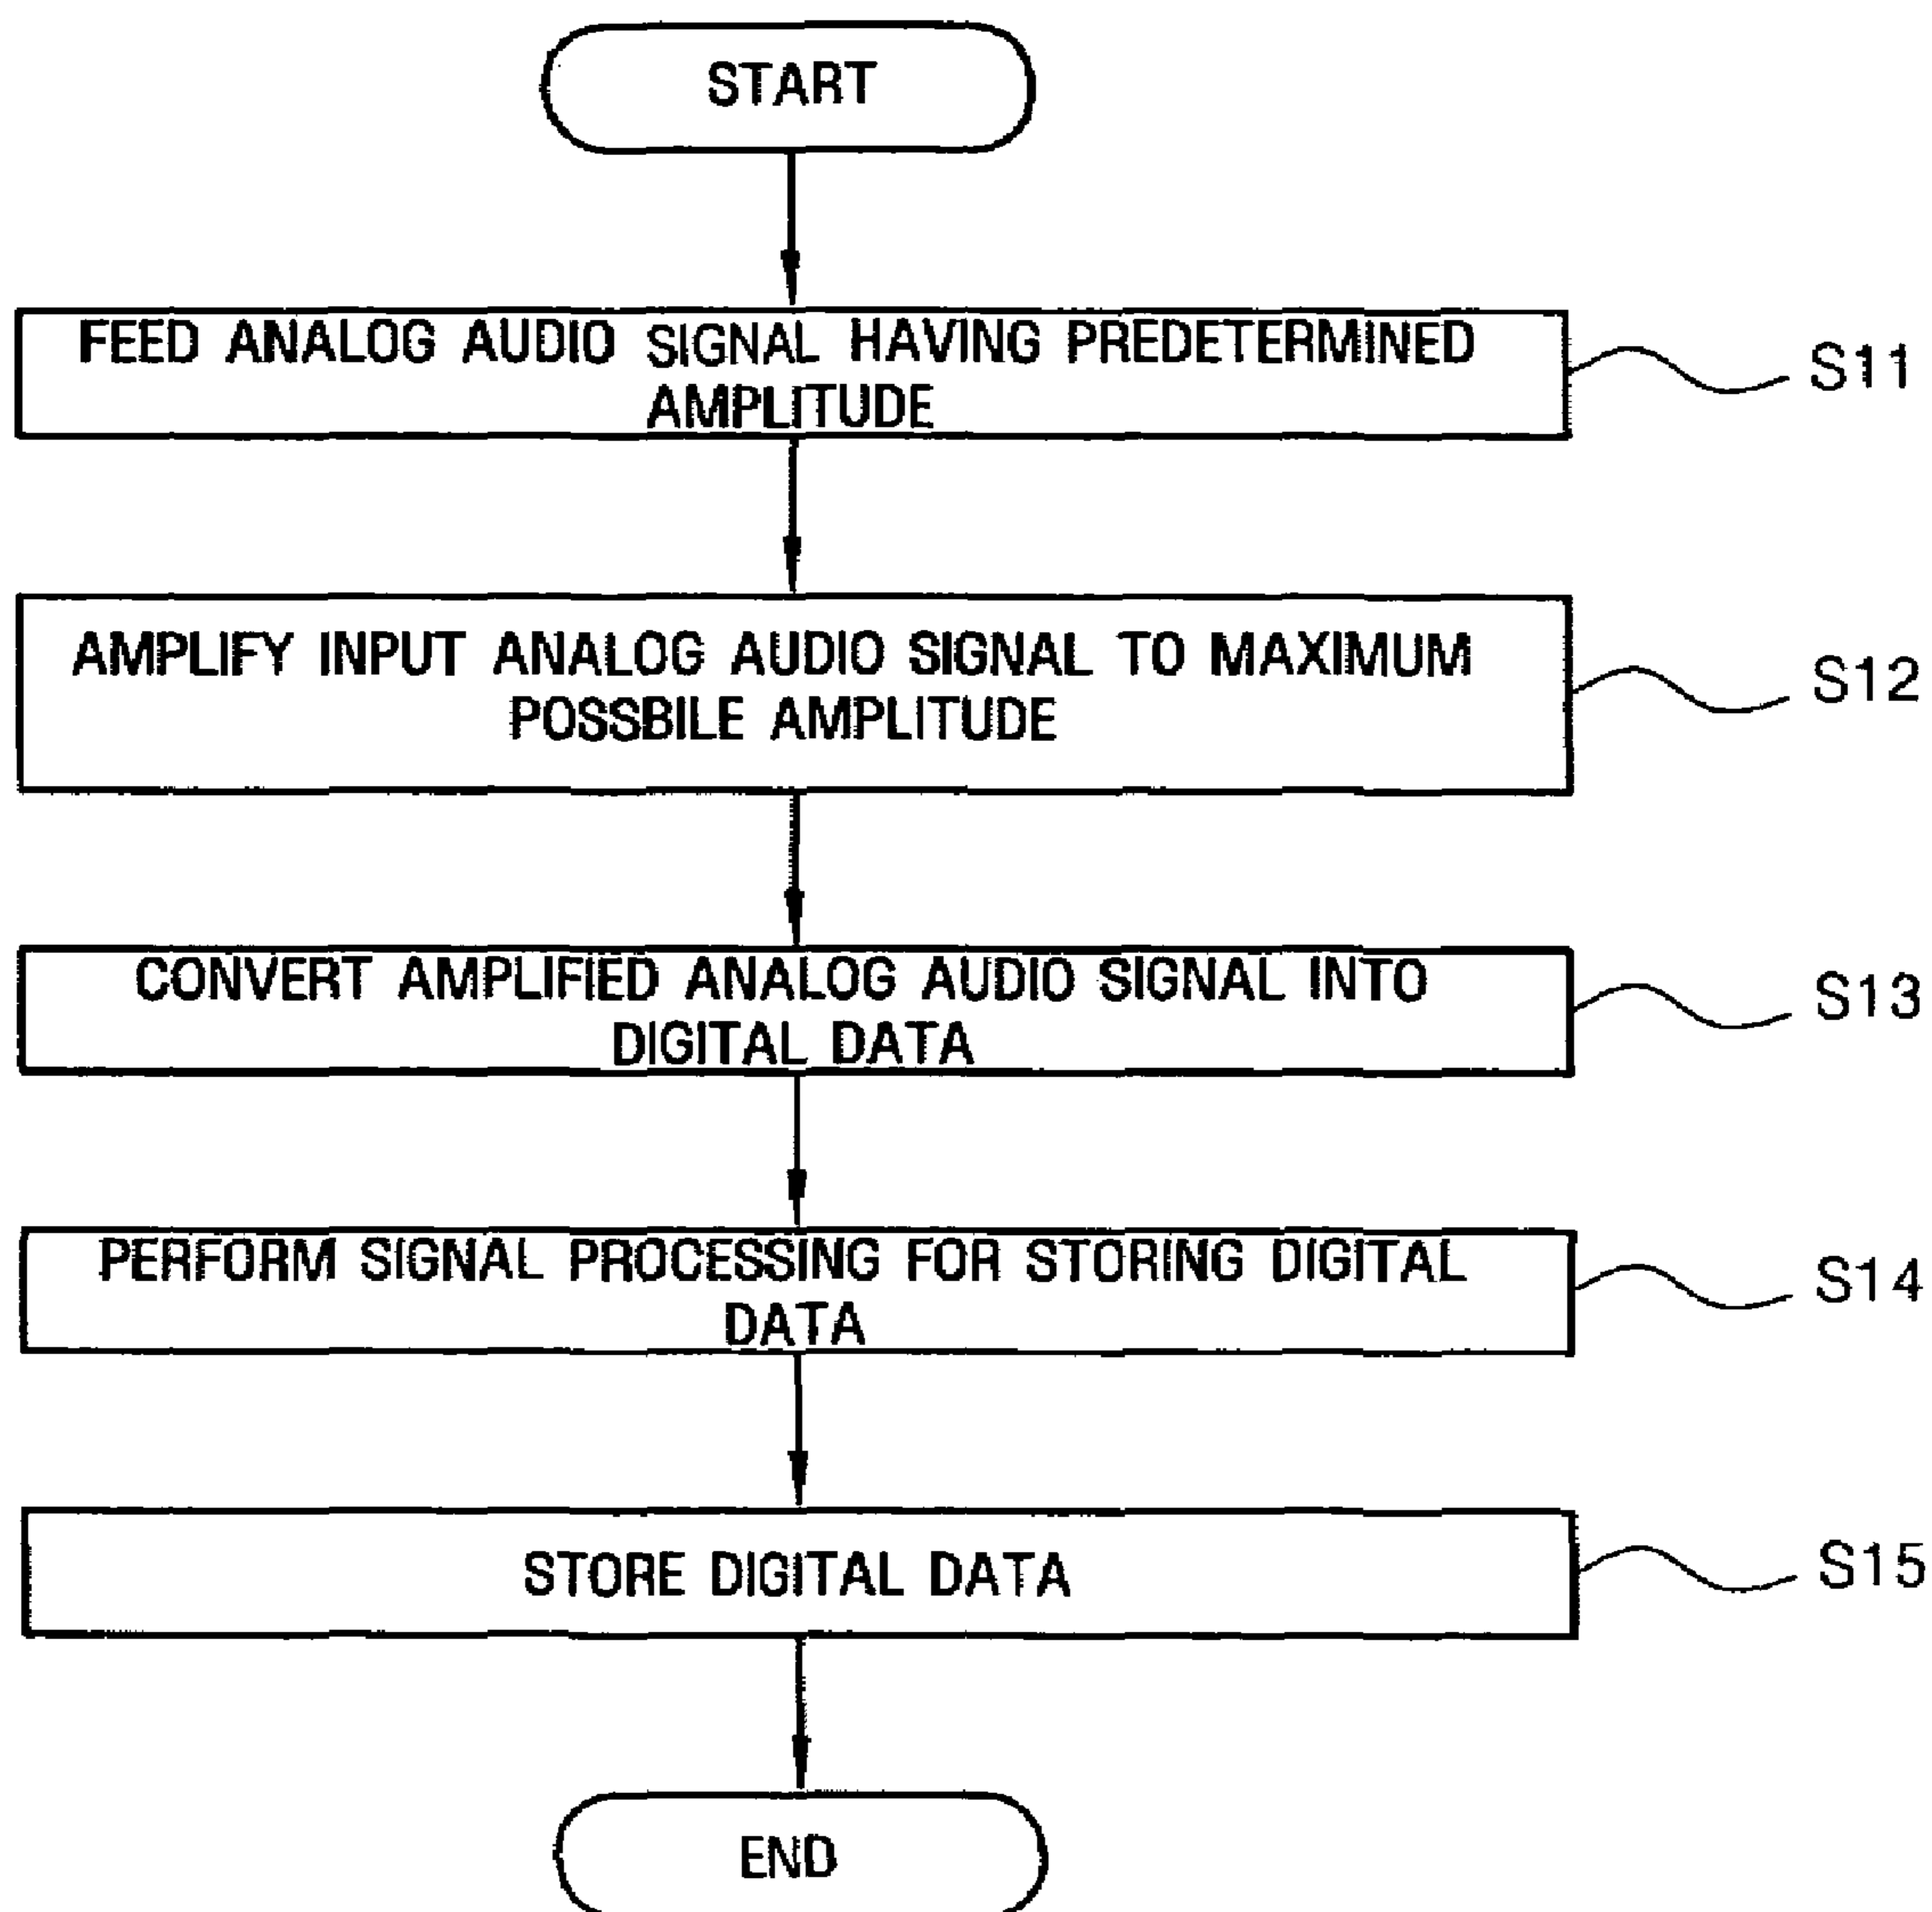 START
FEED ANALOG AUDIO SIGNAL HAVING PREDETERMINED
AMPLITUDE
S11
AMPLIFY INPUT ANALOG AUDIO SIGNAL TO MAXIMUM
POSSBILE AMPLITUDE
S12
CONVERT AMPLIFIED ANALOG AUDIO SIGNAL INTO
DIGITAL DATA
S13
PERFORM SIGNAL PROCESSING FOR STORING DIGITAL
DATA
S14
STORE DIGITAL DATA
S15
END